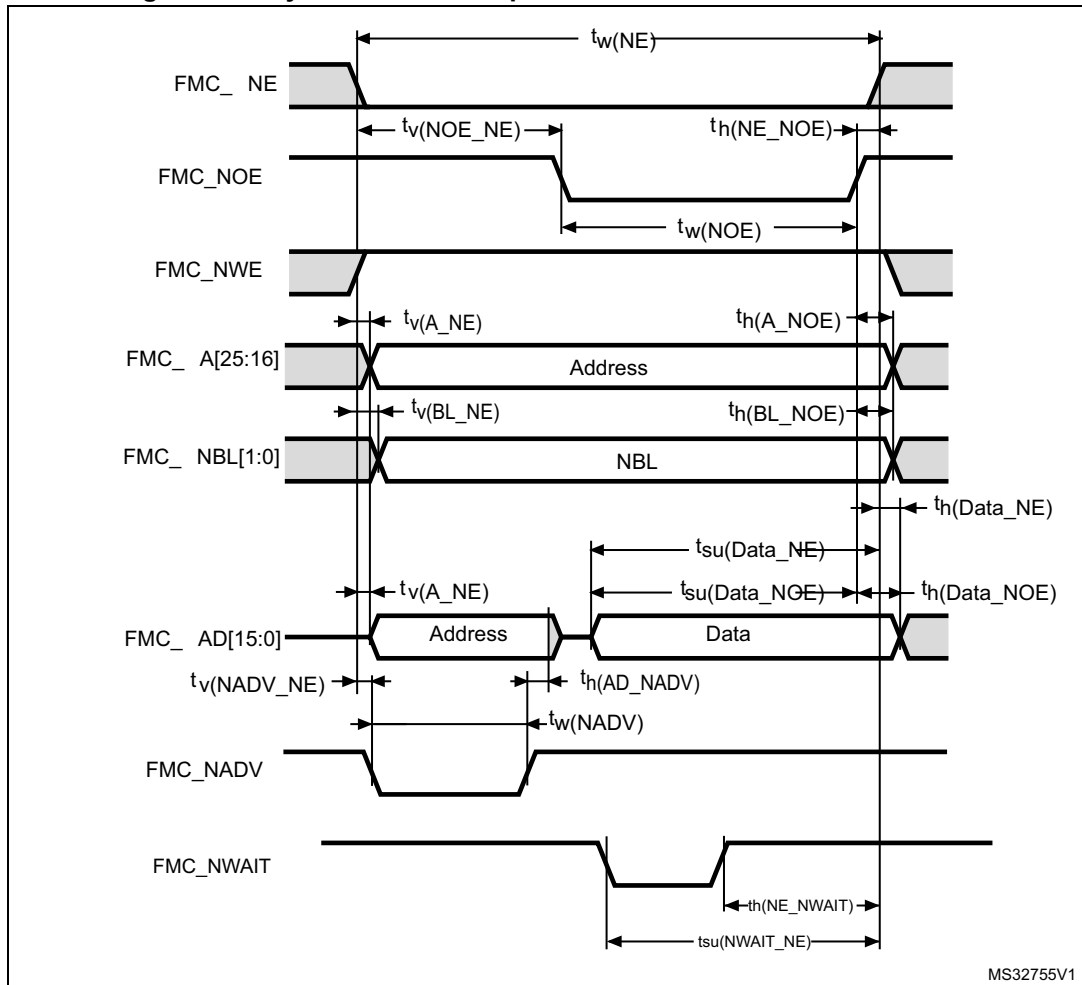 tw(NE)
FMC_ NE
tv(NOE_NE)
th(NE_NOE)
FMC_NOE
tw(NOE)
FMC_NWE
tv(A_NE)
th(A_NOE)
FMC_ A[25:16]
Address
tv(BL_NE)
th(BL_NOE)
FMC_ NBL[1:0]
NBL
th(Data_NE)
tsu(Data_NE)
tv(A_NE)
tsu(Data_NOE)
th(Data_NOE)
FMC_ AD[15:0]
Address
Data
tv(NADV_NE)
th(AD_NADV)
tw(NADV)
FMC_NADV
FMC_NWAIT
th(NE_NWAIT)
tsu(NWAIT_NE)
MS32755V1